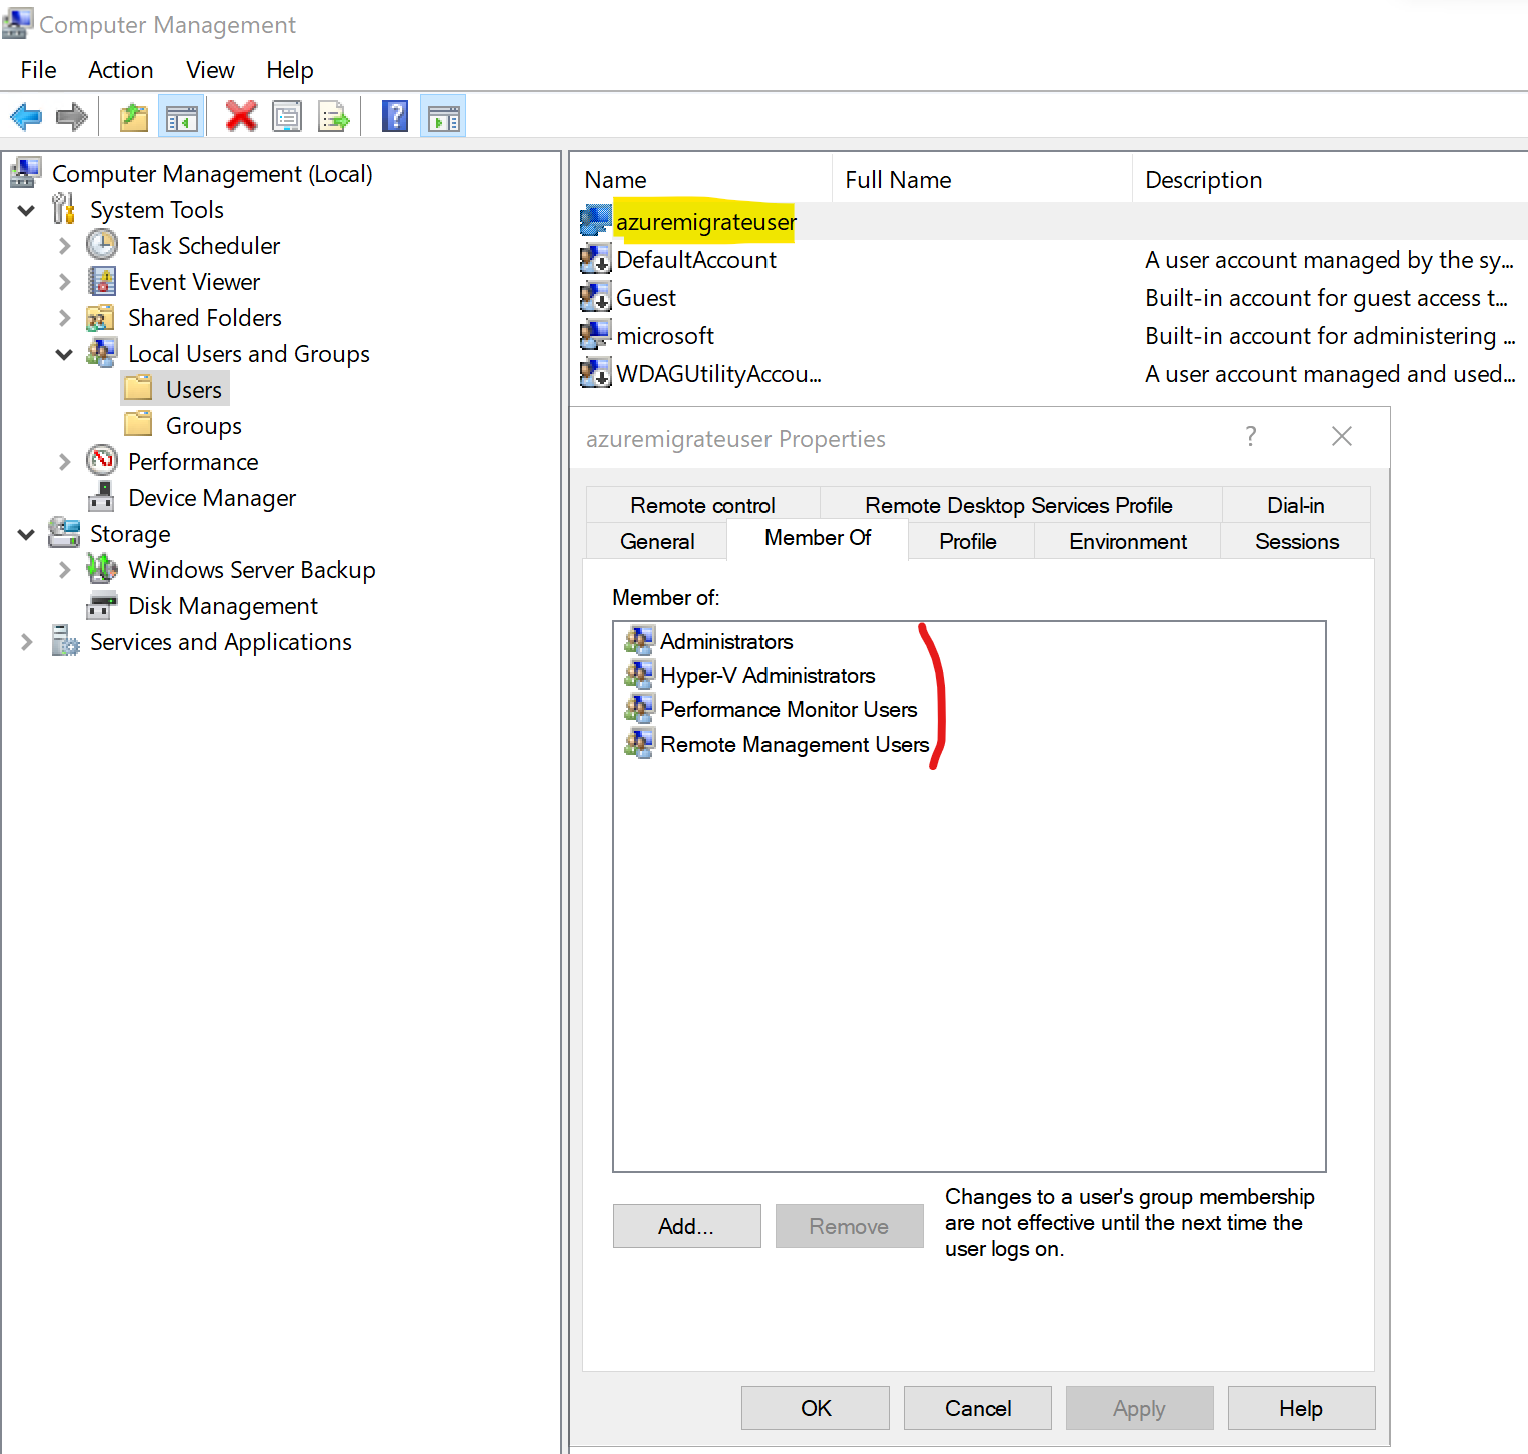 Computer Management
File Action View Help
Computer Management (Local)
System Tools
Task Scheduler
Event Viewer
Shared Folders
Local Users and Groups
Users
Groups
Performance
Device Manager
Storage
Windows Server Backup
Disk Management
Services and Applications
Name Full Name Description
azuremigrateuser
DefaultAccount A user account managed by the sy...
Guest Built-in account for guest access t...
microsoft Built-in account for administering ...
WDAGUtilityAccou... A user account managed and used...
azuremigrateuser Properties ?
Remote control Remote Desktop Services Profile Dial-in
General Member Of Profile Environment Sessions
Member of:
Administrators
Hyper-V Administrators
Performance Monitor Users
Remote Management Users
Add... Remove
Changes to a user's group membership
are not effective until the next time the
user logs on.
OK Cancel Apply Help